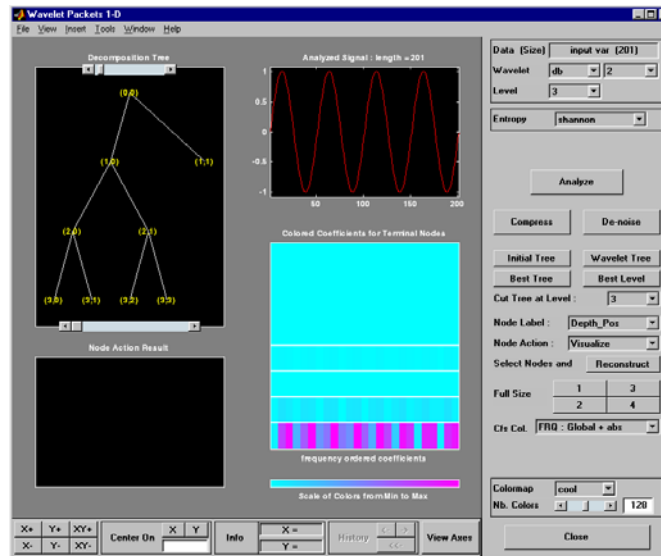 Wavelet Packets 1-D
File View Insert Tools Window Help
Decomposition Tree
(0,0)
(1,0) (1,1)
(2,0) (2,1)
(3,0) (3,1) (3,2) (3,3)
Node Action Result
Analyzed Signal : length = 201
1
0.5
0
-0.5
-1
50 100 150 200
Colored Coefficients for Terminal Nodes
frequency ordered coefficients
Scale of Colors from Min to Max
Data (Size) input var (201)
Wavelet db 2
Level 3
Entropy shannon
Analyze
Compress De-noise
Initial Tree Wavelet Tree
Best Tree Best Level
Cut Tree at Level : 3
Node Label : Depth_Pos
Node Action : Visualize
Select Nodes and Reconstruct
Full Size 1 3
2 4
Cfs Col. FRQ : Global + abs
Colormap cool
Nb. Colors 128
Close
X+ Y+ XY+
X- Y- XY-
Center On X Y
Info X =
Y =
History <- ->
<<-
View Axes